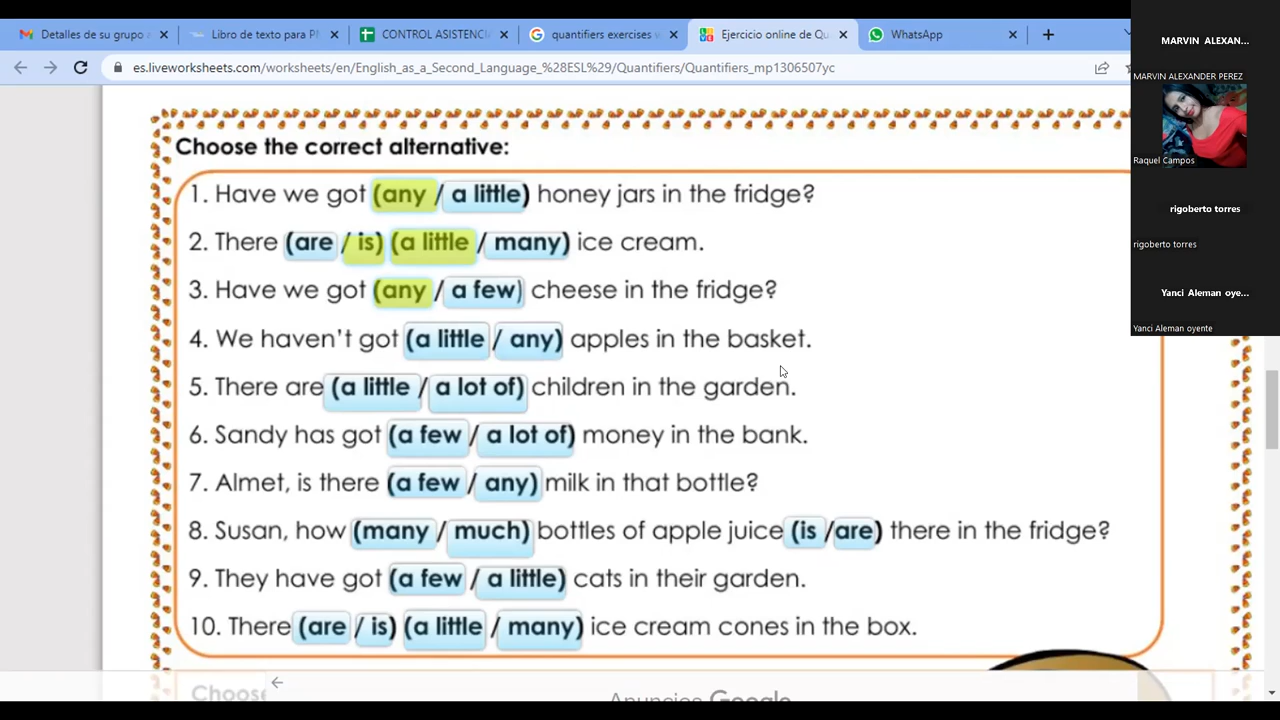 Detalles de su grupo
Libro de texto para P
CONTROL ASISTENCI
quantifiers exercises
Ejercicio online de Qu
WhatsApp
es.liveworksheets.com/worksheets/en/English_as_a_Second_Language_%28ESL%29/Quantifiers/Quantifiers_mp1306507yc
MARVIN ALEXAN...
MARVIN ALEXANDER PEREZ
Raquel Campos
rigoberto torres
rigoberto torres
Yanci Aleman oye...
Yanci Aleman oyente
Choose the correct alternative:
1. Have we got (any / a little) honey jars in the fridge?
2. There (are / is) (a little / many) ice cream.
3. Have we got (any / a few) cheese in the fridge?
4. We haven't got (a little / any) apples in the basket.
5. There are (a little / a lot of) children in the garden.
6. Sandy has got (a few / a lot of) money in the bank.
7. Almet, is there (a few / any) milk in that bottle?
8. Susan, how (many / much) bottles of apple juice (is /are) there in the fridge?
9. They have got (a few / a little) cats in their garden.
10. There (are / is) (a little / many) ice cream cones in the box.
Choose
Anuncios Google